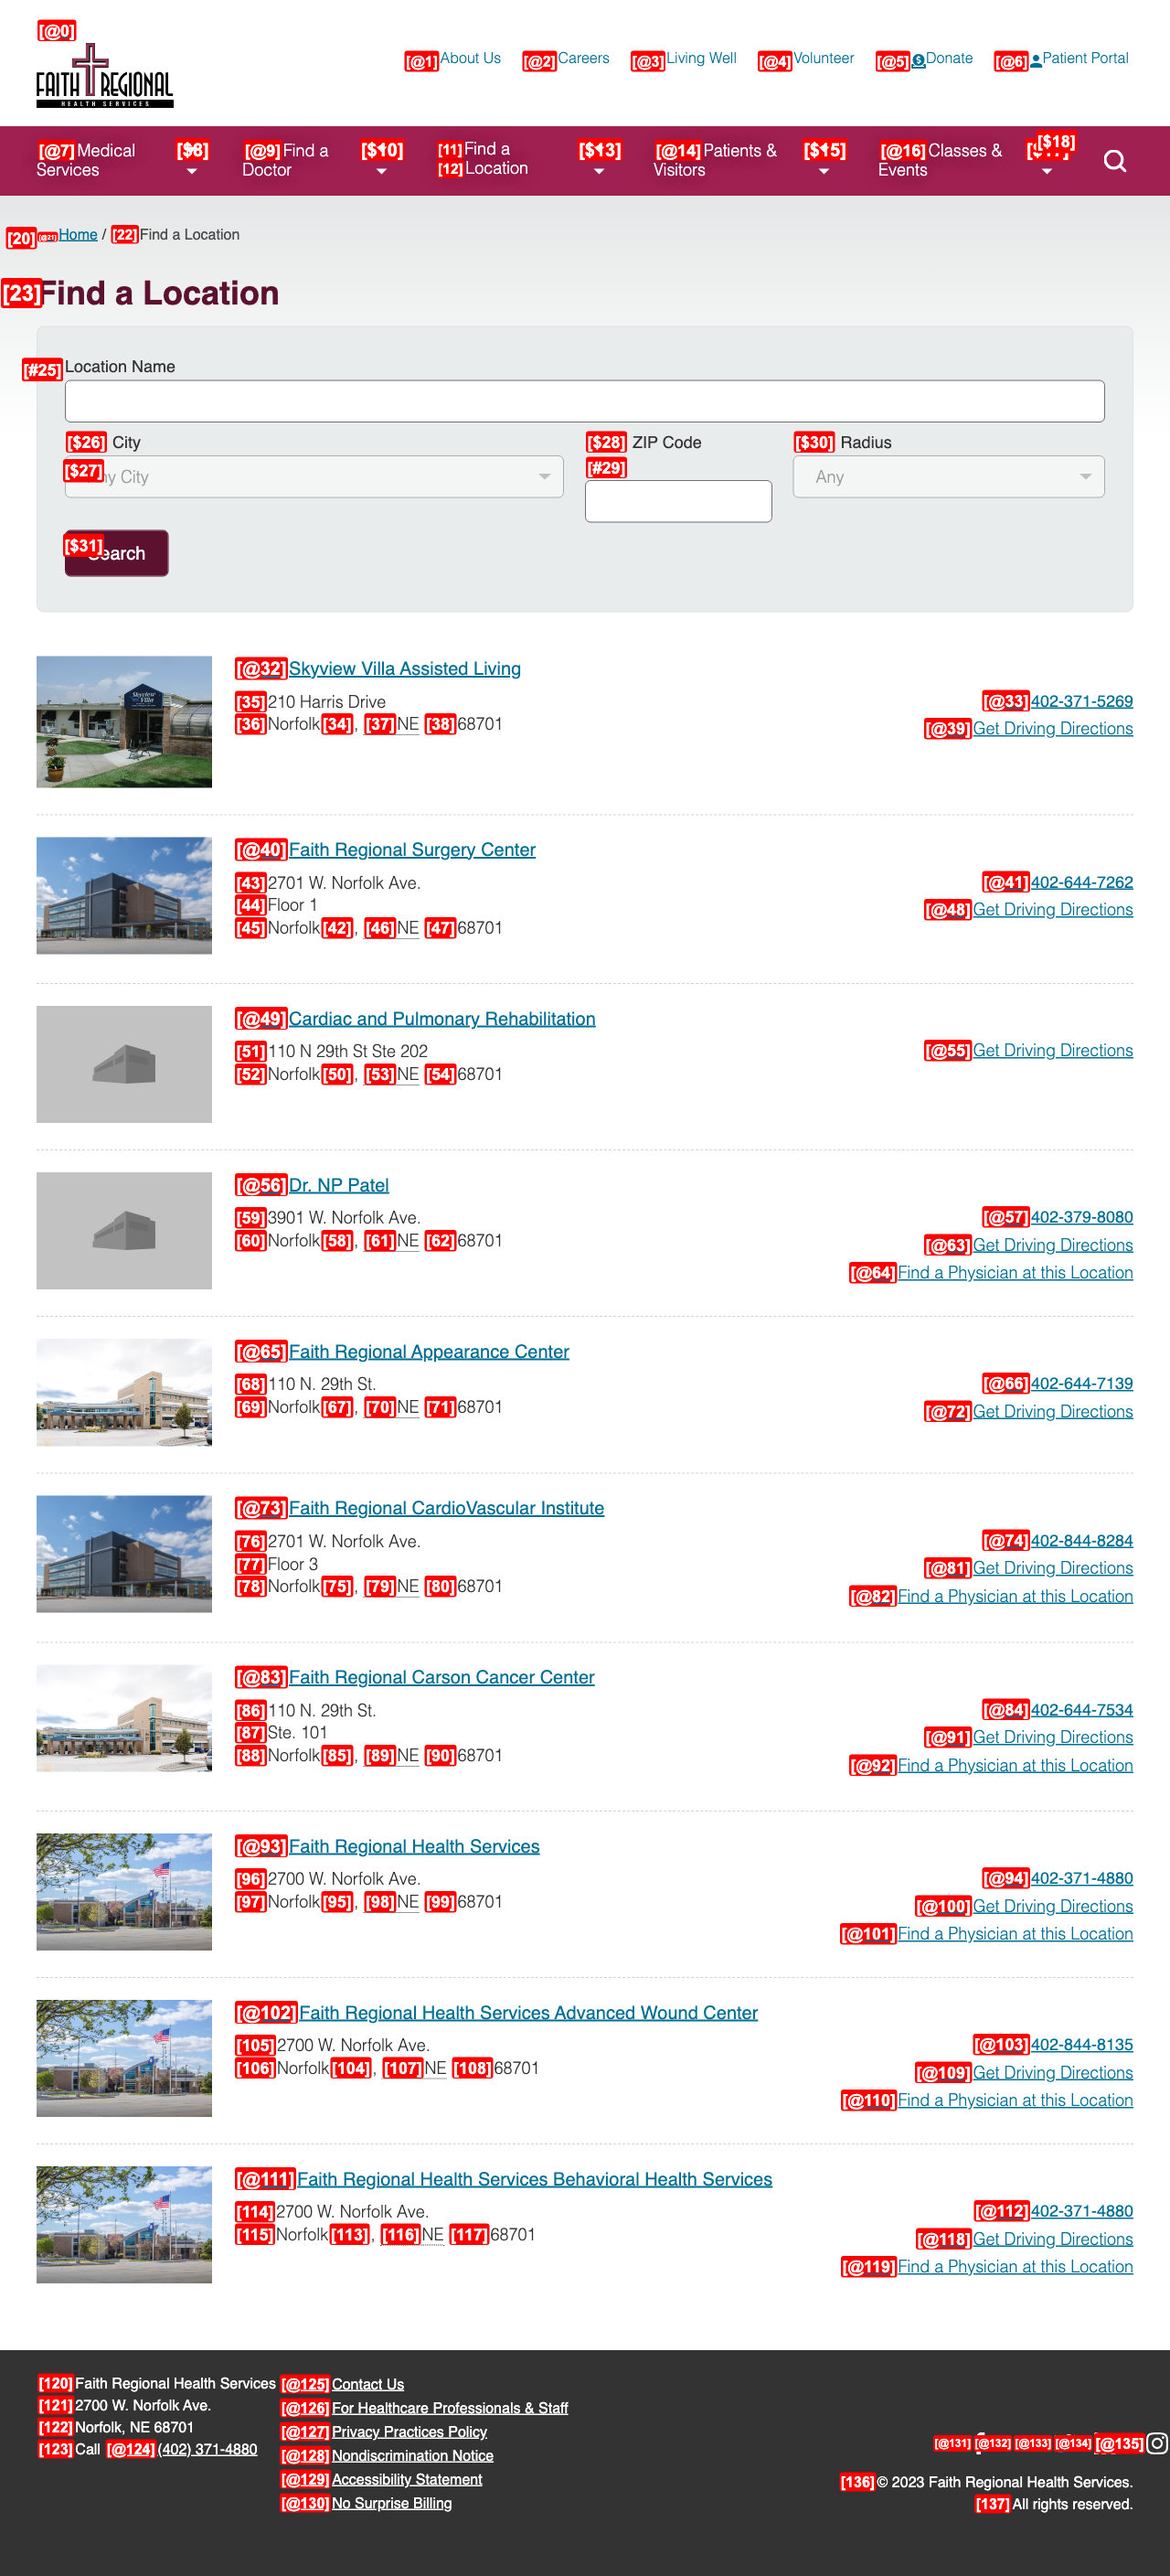 [@0]
FAITH REGIONAL
HEALTH SERVICES
[@1] About Us [@2] Careers [@3] Living Well [@4] Volunteer [@5] Donate [@6] Patient Portal
[@7] Medical Services [$8] [@9] Find a Doctor [$10] [11] Find a [12] Location [$13] [@14] Patients & Visitors [$15] [@16] Classes & Events [$18]
[20] [@21] Home / [22] Find a Location
[23] Find a Location
[#25] Location Name
[$26] City [$28] ZIP Code [$30] Radius
[$27] Any City [#29] Any
[$31] Search
[@32] Skyview Villa Assisted Living
[35] 210 Harris Drive [@33] 402-371-5269
[36] Norfolk [34], [37] NE [38] 68701 [@39] Get Driving Directions
[@40] Faith Regional Surgery Center
[43] 2701 W. Norfolk Ave. [@41] 402-644-7262
[44] Floor 1 [@48] Get Driving Directions
[45] Norfolk [42], [46] NE [47] 68701
[@49] Cardiac and Pulmonary Rehabilitation
[51] 110 N 29th St Ste 202 [@55] Get Driving Directions
[52] Norfolk [50], [53] NE [54] 68701
[@56] Dr. NP Patel
[59] 3901 W. Norfolk Ave. [@57] 402-379-8080
[60] Norfolk [58], [61] NE [62] 68701 [@63] Get Driving Directions
[@64] Find a Physician at this Location
[@65] Faith Regional Appearance Center
[68] 110 N. 29th St. [@66] 402-644-7139
[69] Norfolk [67], [70] NE [71] 68701 [@72] Get Driving Directions
[@73] Faith Regional CardioVascular Institute
[76] 2701 W. Norfolk Ave. [@74] 402-844-8284
[77] Floor 3 [@81] Get Driving Directions
[78] Norfolk [75], [79] NE [80] 68701 [@82] Find a Physician at this Location
[@83] Faith Regional Carson Cancer Center
[86] 110 N. 29th St. [@84] 402-644-7534
[87] Ste. 101 [@91] Get Driving Directions
[88] Norfolk [85], [89] NE [90] 68701 [@92] Find a Physician at this Location
[@93] Faith Regional Health Services
[96] 2700 W. Norfolk Ave. [@94] 402-371-4880
[97] Norfolk [95], [98] NE [99] 68701 [@100] Get Driving Directions
[@101] Find a Physician at this Location
[@102] Faith Regional Health Services Advanced Wound Center
[105] 2700 W. Norfolk Ave. [@103] 402-844-8135
[106] Norfolk [104], [107] NE [108] 68701 [@109] Get Driving Directions
[@110] Find a Physician at this Location
[@111] Faith Regional Health Services Behavioral Health Services
[114] 2700 W. Norfolk Ave. [@112] 402-371-4880
[115] Norfolk [113], [116] NE [117] 68701 [@118] Get Driving Directions
[@119] Find a Physician at this Location
[120] Faith Regional Health Services
[121] 2700 W. Norfolk Ave.
[122] Norfolk, NE 68701
[123] Call [@124] (402) 371-4880
[@125] Contact Us
[@126] For Healthcare Professionals & Staff
[@127] Privacy Practices Policy
[@128] Nondiscrimination Notice
[@129] Accessibility Statement
[@130] No Surprise Billing
[@131] [@132] [@133] [@134] [@135]
[136] © 2023 Faith Regional Health Services.
[137] All rights reserved.